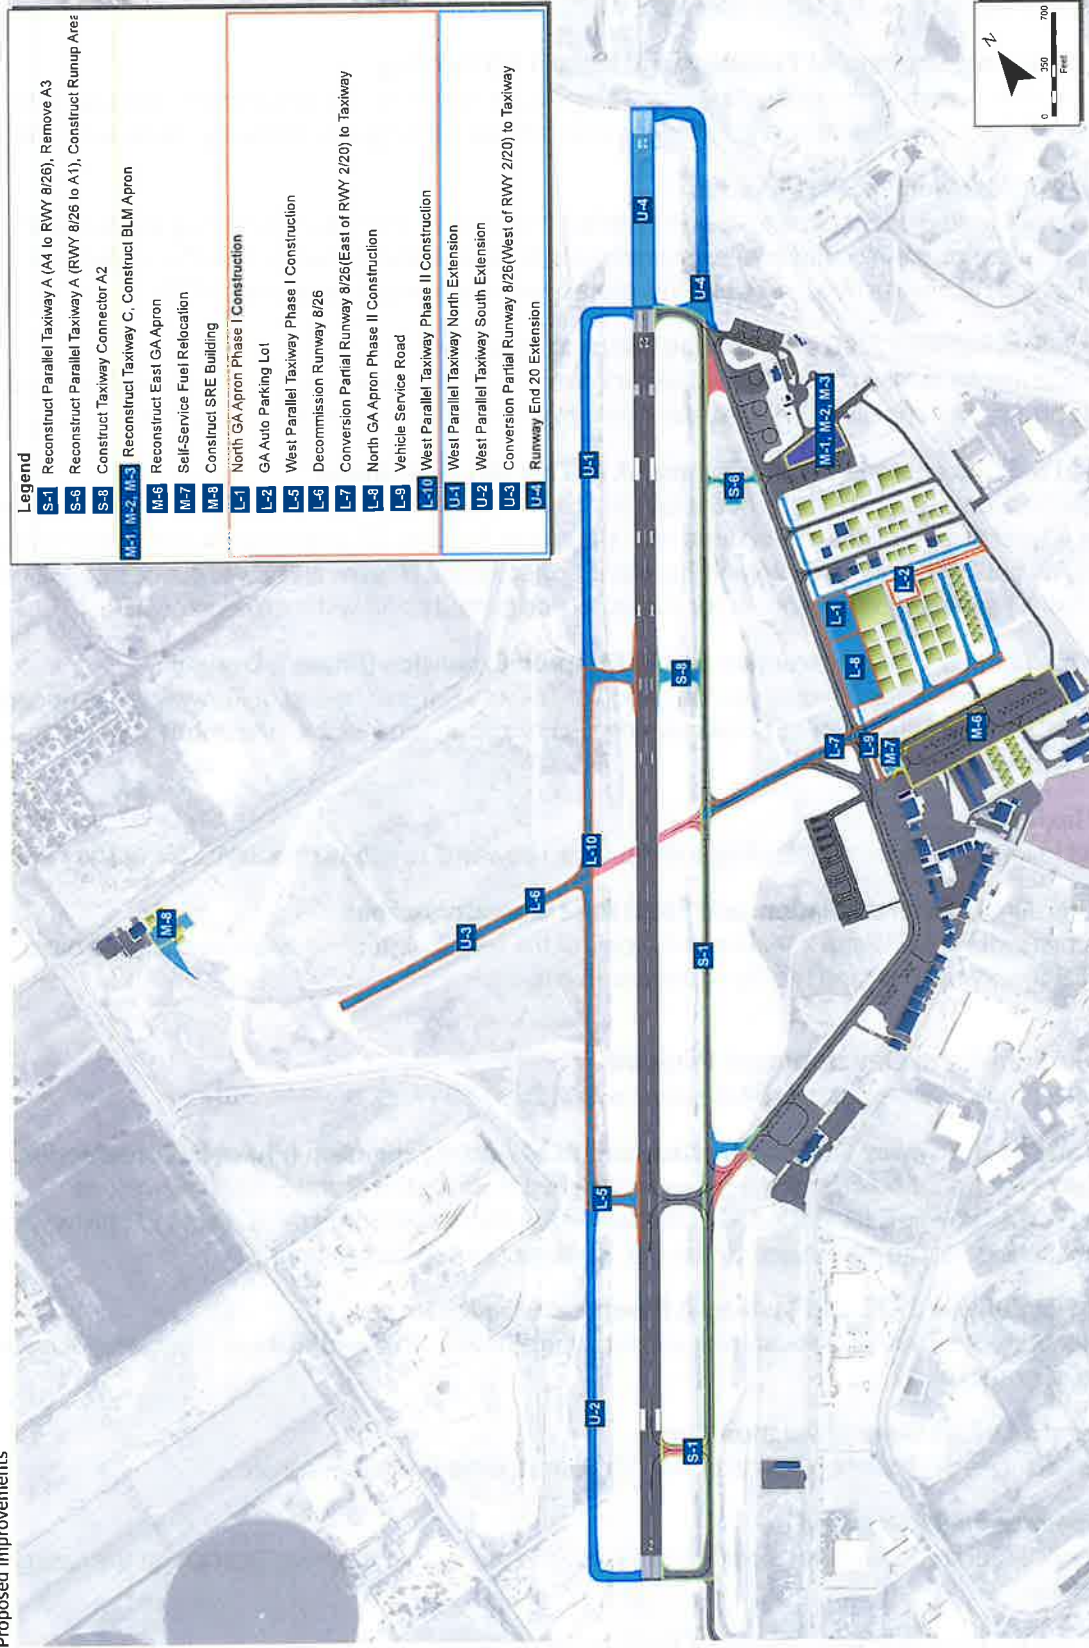 Proposed Improvements
Legend
S-1 Reconstruct Parallel Taxiway A (A4 to RWY 8/26), Remove A3
S-6 Reconstruct Parallel Taxiway A (RWY 8/26 to A1), Construct Runup Area
S-8 Construct Taxiway Connector A2
M-1, M-2, M-3 Reconstruct Taxiway C, Construct BLM Apron
M-6 Reconstruct East GA Apron
M-7 Self-Service Fuel Relocation
M-8 Construct SRE Building
L-1 North GA Apron Phase I Construction
L-2 GA Auto Parking Lot
L-5 West Parallel Taxiway Phase I Construction
L-6 Decommission Runway 8/26
L-7 Conversion Partial Runway 8/26(East of RWY 2/20) to Taxiway
L-8 North GA Apron Phase II Construction
L-9 Vehicle Service Road
L-10 West Parallel Taxiway Phase II Construction
U-1 West Parallel Taxiway North Extension
U-2 West Parallel Taxiway South Extension
U-3 Conversion Partial Runway 8/26(West of RWY 2/20) to Taxiway
U-4 Runway End 20 Extension
N
0 350 700
Feet
M-8
U-3
L-6
L-10
U-2
L-5
U-1
U-4
U-4
S-1
S-1
S-8
S-6
L-7
L-9
M-7
M-6
L-8
L-1
L-2
M-1, M-2, M-3